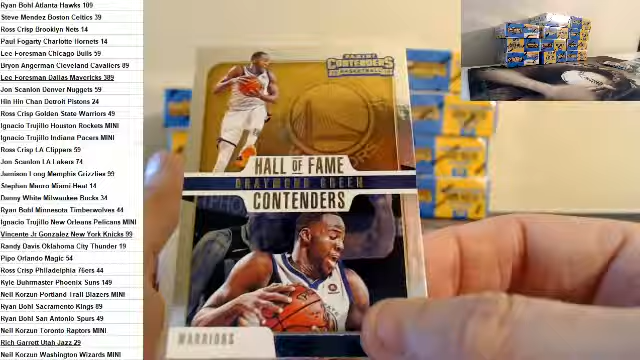 Ryan Bohl Atlanta Hawks 109
Steve Mendez Boston Celtics 39
Ross Crisp Brooklyn Nets 14
Paul Fogarty Charlotte Hornets 14
Lee Foresman Chicago Bulls 59
Bryon Angerman Cleveland Cavaliers 89
Lee Foresman Dallas Mavericks 389
Jon Scanlon Denver Nuggets 59
Hin Hin Chan Detroit Pistons 24
Ross Crisp Golden State Warriors 49
Ignacio Trujillo Houston Rockets MINI
Ignacio Trujillo Indiana Pacers MINI
Ross Crisp LA Clippers 59
Jon Scanlon LA Lakers 74
Jamison Long Memphis Grizzlies 99
Stephan Mauro Miami Heat 14
Danny White Milwaukee Bucks 34
Ryan Bohl Minnesota Timberwolves 44
Ignacio Trujillo New Orleans Pelicans MINI
Vincente Jr Gonzalez New York Knicks 99
Randy Davis Oklahoma City Thunder 19
Pipo Orlando Magic 54
Ross Crisp Philadelphia 76ers 44
Kyle Buhrmaster Phoenix Suns 149
Neil Korzun Portland Trail Blazers MINI
Ryan Bohl Sacramento Kings 89
Ryan Bohl San Antonio Spurs 49
Neil Korzun Toronto Raptors MINI
Rich Garrett Utah Jazz 29
Neil Korzun Washington Wizards MINI
PANINI
CONTENDERS
BASKETBALL
HALL OF FAME
DRAYMOND GREEN
CONTENDERS
WARRIORS